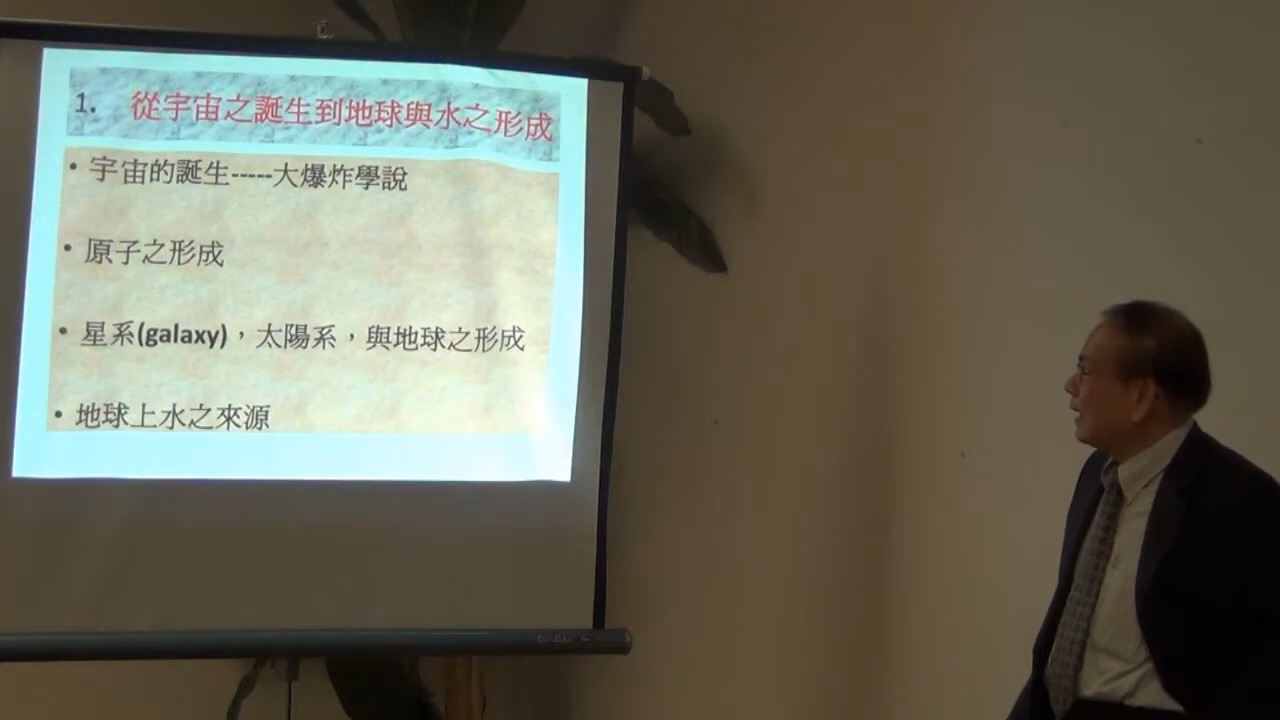 1. 從宇宙之誕生到地球與水之形成
• 宇宙的誕生-----大爆炸學說
• 原子之形成
• 星系(galaxy)，太陽系，與地球之形成
• 地球上水之來源